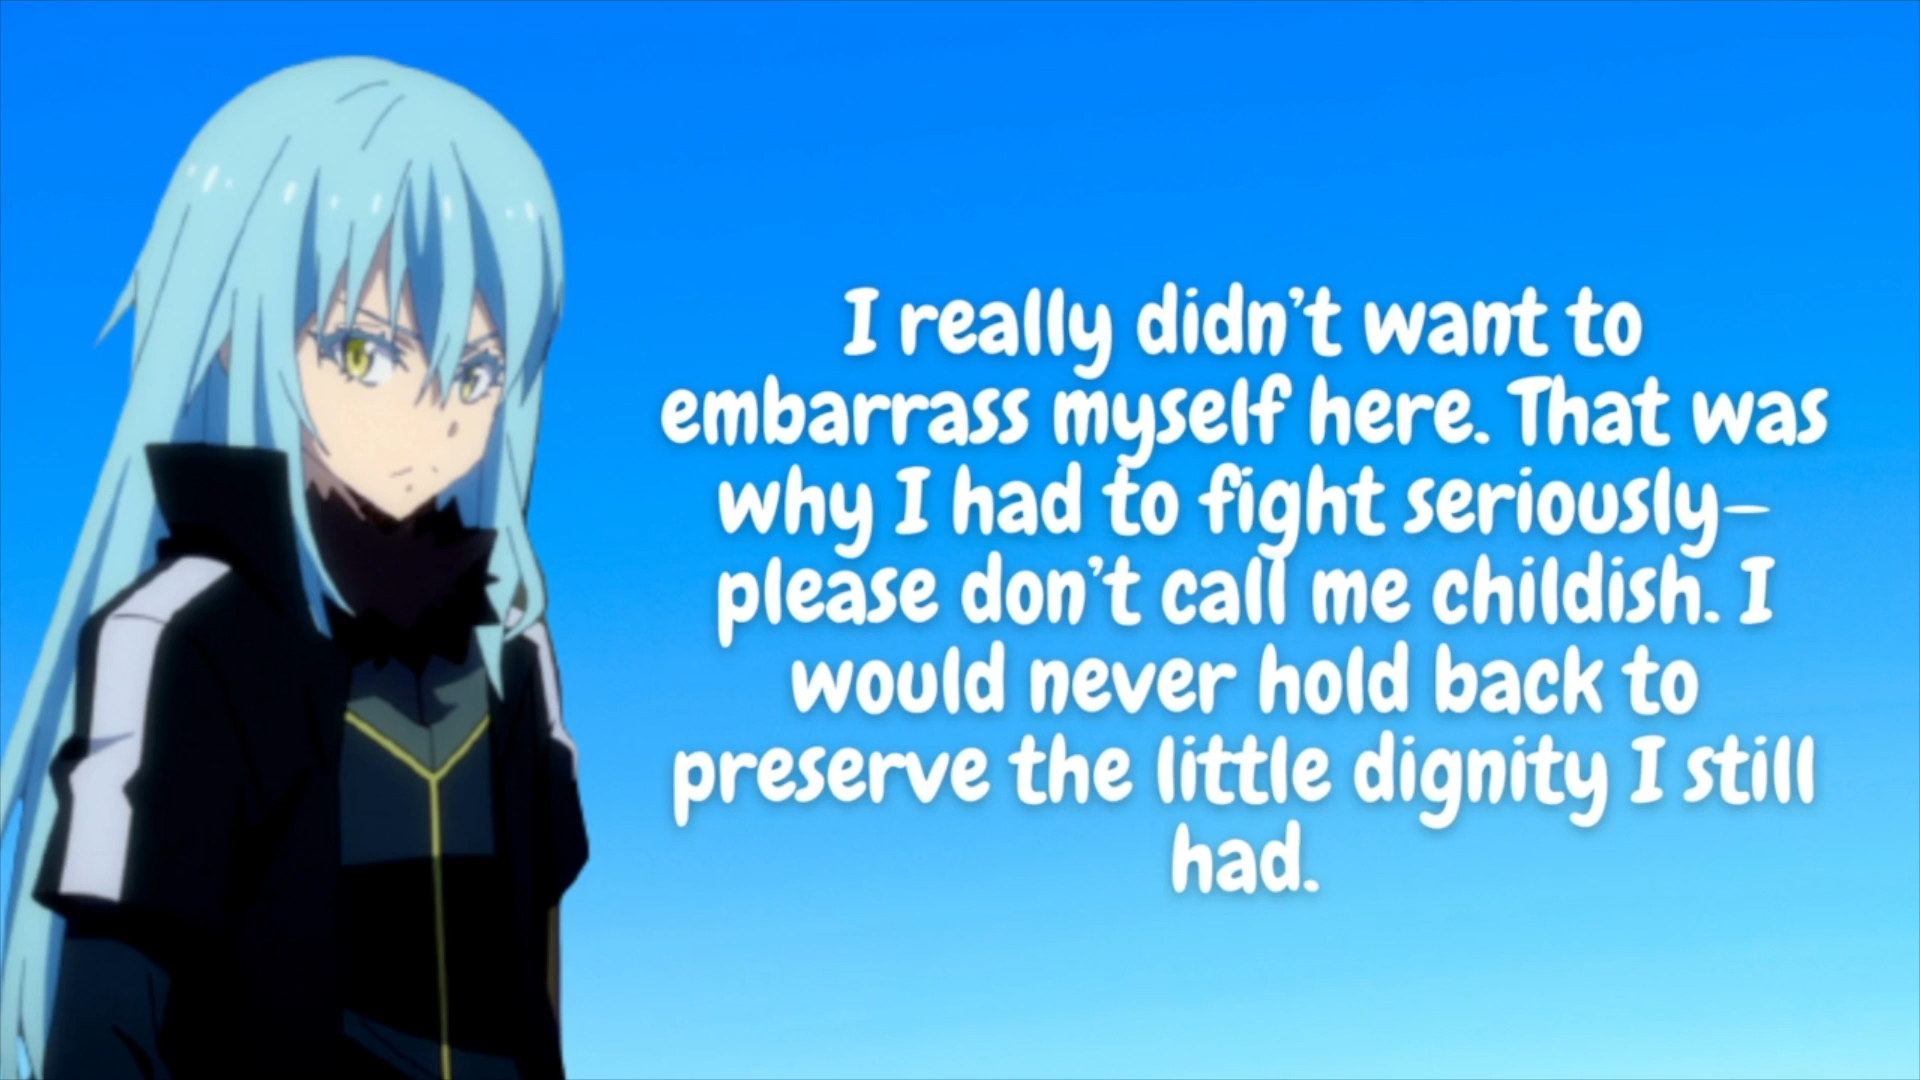 I really didn’t want to
embarrass myself here. That was
why I had to fight seriously—
please don’t call me childish. I
would never hold back to
preserve the little dignity I still
had.